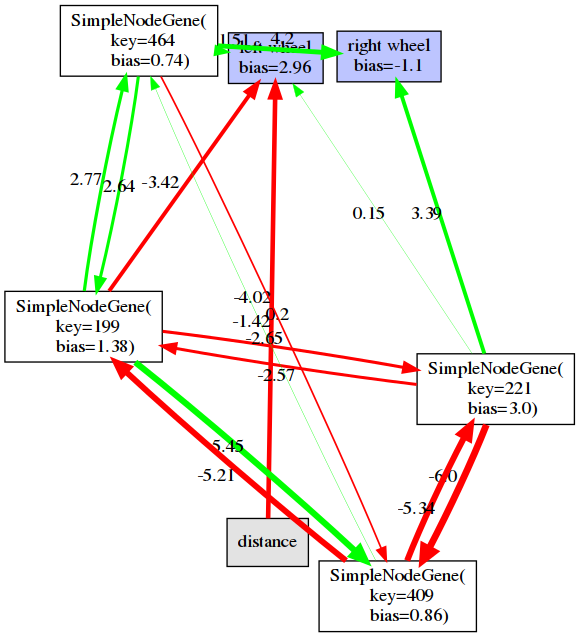 SimpleNodeGene(
key=464
bias=0.74)
1.51
4.2
left wheel
bias=2.96
right wheel
bias=-1.1
2.77
2.64
-3.42
0.15
3.39
-4.02
0.2
-1.42
-2.65
-2.57
SimpleNodeGene(
key=199
bias=1.38)
SimpleNodeGene(
key=221
bias=3.0)
5.45
-5.21
-6.0
-5.34
distance
SimpleNodeGene(
key=409
bias=0.86)